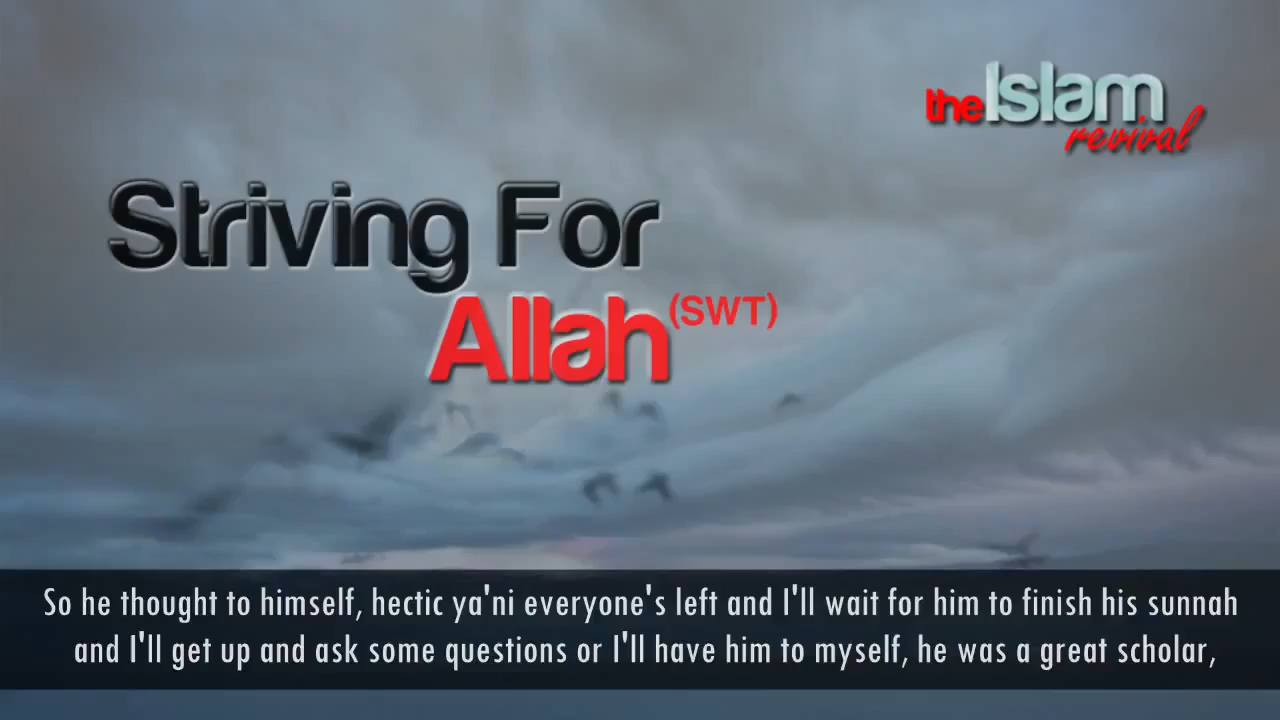 the Islam
revival
Striving For
Allah (SWT)
So he thought to himself, hectic ya'ni everyone's left and I'll wait for him to finish his sunnah
and I'll get up and ask some questions or I'll have him to myself, he was a great scholar,